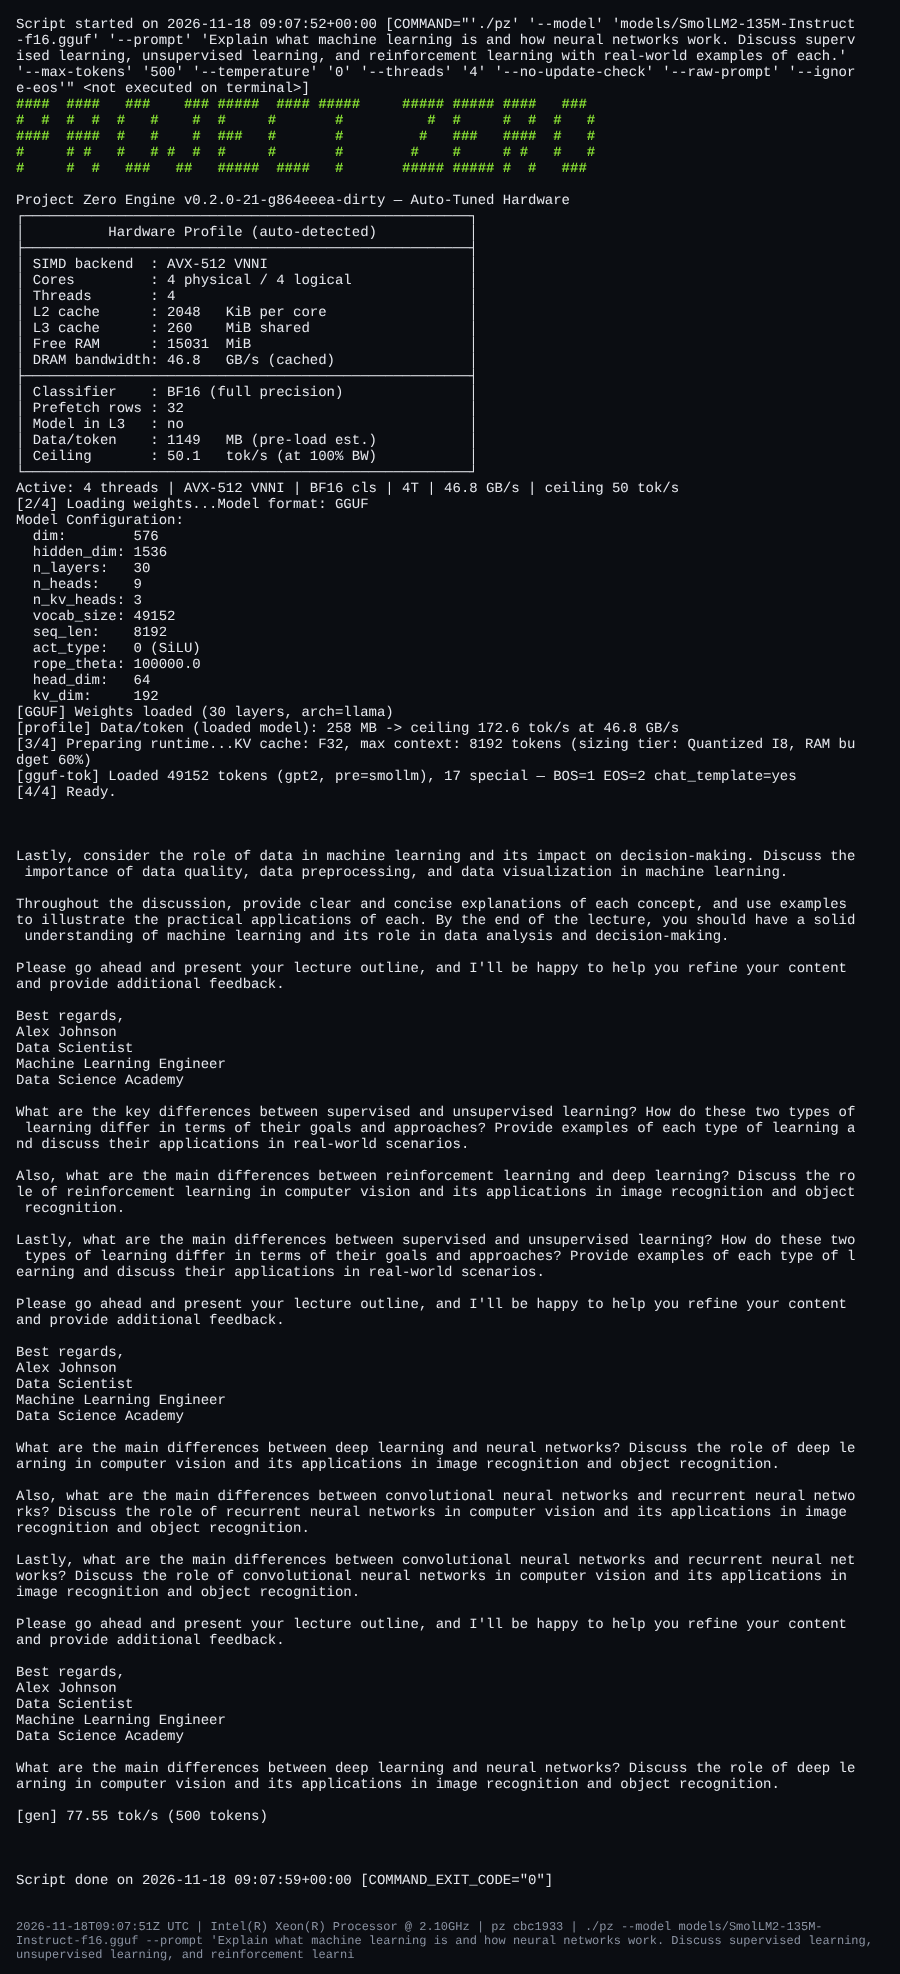 Script started on 2026-11-18 09:07:52+00:00 [COMMAND="'./pz' '--model' 'models/SmolLM2-135M-Instruct
-f16.gguf' '--prompt' 'Explain what machine learning is and how neural networks work. Discuss superv
ised learning, unsupervised learning, and reinforcement learning with real-world examples of each.'
'--max-tokens' '500' '--temperature' '0' '--threads' '4' '--no-update-check' '--raw-prompt' '--ignor
e-eos'" <not executed on terminal>]
PROJECT ZERO
Project Zero Engine v0.2.0-21-g864eeea-dirty — Auto-Tuned Hardware
Hardware Profile (auto-detected)
SIMD backend  : AVX-512 VNNI
Cores         : 4 physical / 4 logical
Threads       : 4
L2 cache      : 2048   KiB per core
L3 cache      : 260    MiB shared
Free RAM      : 15031  MiB
DRAM bandwidth: 46.8   GB/s (cached)
Classifier    : BF16 (full precision)
Prefetch rows : 32
Model in L3   : no
Data/token    : 1149   MB (pre-load est.)
Ceiling       : 50.1   tok/s (at 100% BW)
Active: 4 threads | AVX-512 VNNI | BF16 cls | 4T | 46.8 GB/s | ceiling 50 tok/s
[2/4] Loading weights...Model format: GGUF
Model Configuration:
  dim:        576
  hidden_dim: 1536
  n_layers:   30
  n_heads:    9
  n_kv_heads: 3
  vocab_size: 49152
  seq_len:    8192
  act_type:   0 (SiLU)
  rope_theta: 100000.0
  head_dim:   64
  kv_dim:     192
[GGUF] Weights loaded (30 layers, arch=llama)
[profile] Data/token (loaded model): 258 MB -> ceiling 172.6 tok/s at 46.8 GB/s
[3/4] Preparing runtime...KV cache: F32, max context: 8192 tokens (sizing tier: Quantized I8, RAM bu
dget 60%)
[gguf-tok] Loaded 49152 tokens (gpt2, pre=smollm), 17 special — BOS=1 EOS=2 chat_template=yes
[4/4] Ready.
Lastly, consider the role of data in machine learning and its impact on decision-making. Discuss the
 importance of data quality, data preprocessing, and data visualization in machine learning.
Throughout the discussion, provide clear and concise explanations of each concept, and use examples
to illustrate the practical applications of each. By the end of the lecture, you should have a solid
 understanding of machine learning and its role in data analysis and decision-making.
Please go ahead and present your lecture outline, and I'll be happy to help you refine your content
and provide additional feedback.
Best regards,
Alex Johnson
Data Scientist
Machine Learning Engineer
Data Science Academy
What are the key differences between supervised and unsupervised learning? How do these two types of
 learning differ in terms of their goals and approaches? Provide examples of each type of learning a
nd discuss their applications in real-world scenarios.
Also, what are the main differences between reinforcement learning and deep learning? Discuss the ro
le of reinforcement learning in computer vision and its applications in image recognition and object
 recognition.
Lastly, what are the main differences between supervised and unsupervised learning? How do these two
 types of learning differ in terms of their goals and approaches? Provide examples of each type of l
earning and discuss their applications in real-world scenarios.
Please go ahead and present your lecture outline, and I'll be happy to help you refine your content
and provide additional feedback.
Best regards,
Alex Johnson
Data Scientist
Machine Learning Engineer
Data Science Academy
What are the main differences between deep learning and neural networks? Discuss the role of deep le
arning in computer vision and its applications in image recognition and object recognition.
Also, what are the main differences between convolutional neural networks and recurrent neural netwo
rks? Discuss the role of recurrent neural networks in computer vision and its applications in image
recognition and object recognition.
Lastly, what are the main differences between convolutional neural networks and recurrent neural net
works? Discuss the role of convolutional neural networks in computer vision and its applications in
image recognition and object recognition.
Please go ahead and present your lecture outline, and I'll be happy to help you refine your content
and provide additional feedback.
Best regards,
Alex Johnson
Data Scientist
Machine Learning Engineer
Data Science Academy
What are the main differences between deep learning and neural networks? Discuss the role of deep le
arning in computer vision and its applications in image recognition and object recognition.
[gen] 77.55 tok/s (500 tokens)
Script done on 2026-11-18 09:07:59+00:00 [COMMAND_EXIT_CODE="0"]
2026-11-18T09:07:51Z UTC | Intel(R) Xeon(R) Processor @ 2.10GHz | pz cbc1933 | ./pz --model models/SmolLM2-135M-
Instruct-f16.gguf --prompt 'Explain what machine learning is and how neural networks work. Discuss supervised learning,
unsupervised learning, and reinforcement learni